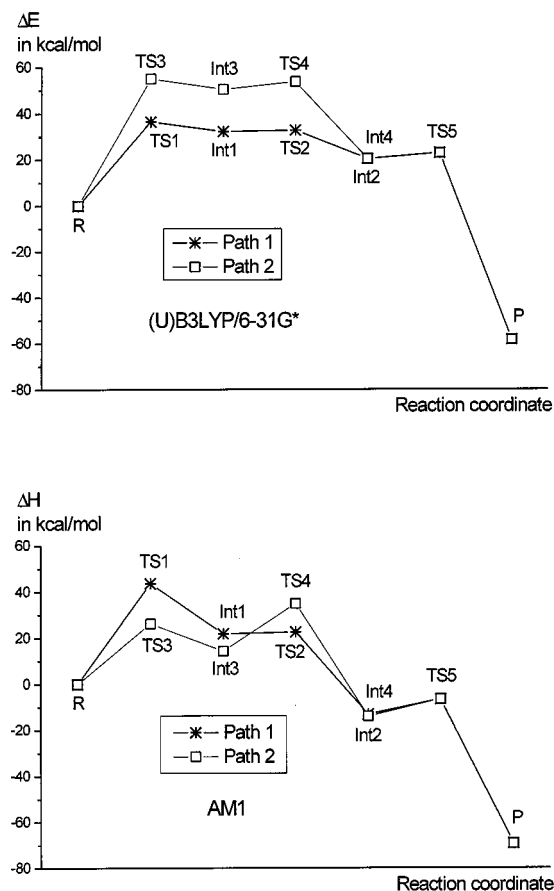 ΔE
in kcal/mol
60
40
20
0
-20
-40
-60
-80
TS3
Int3
TS4
TS1
Int1
TS2
Int4
Int2
TS5
R
P
Path 1
Path 2
(U)B3LYP/6-31G*
Reaction coordinate
ΔH
in kcal/mol
60
40
20
0
-20
-40
-60
-80
TS1
Int1
TS4
TS3
Int3
TS2
Int4
Int2
TS5
R
P
Path 1
Path 2
AM1
Reaction coordinate